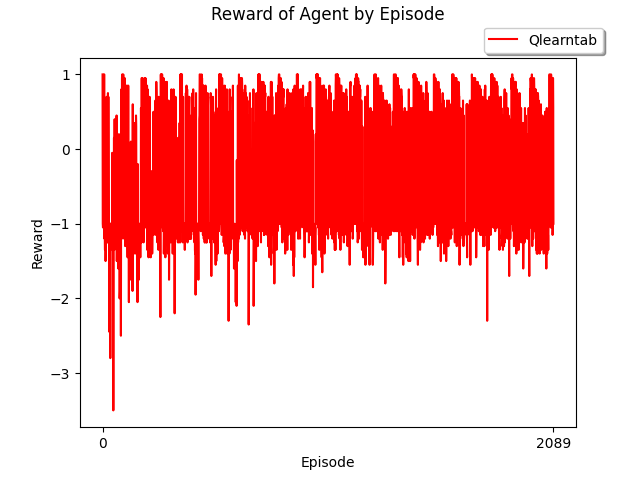 Reward of Agent by Episode
Qlearntab
1
0
−1
−2
−3
Reward
0
2089
Episode